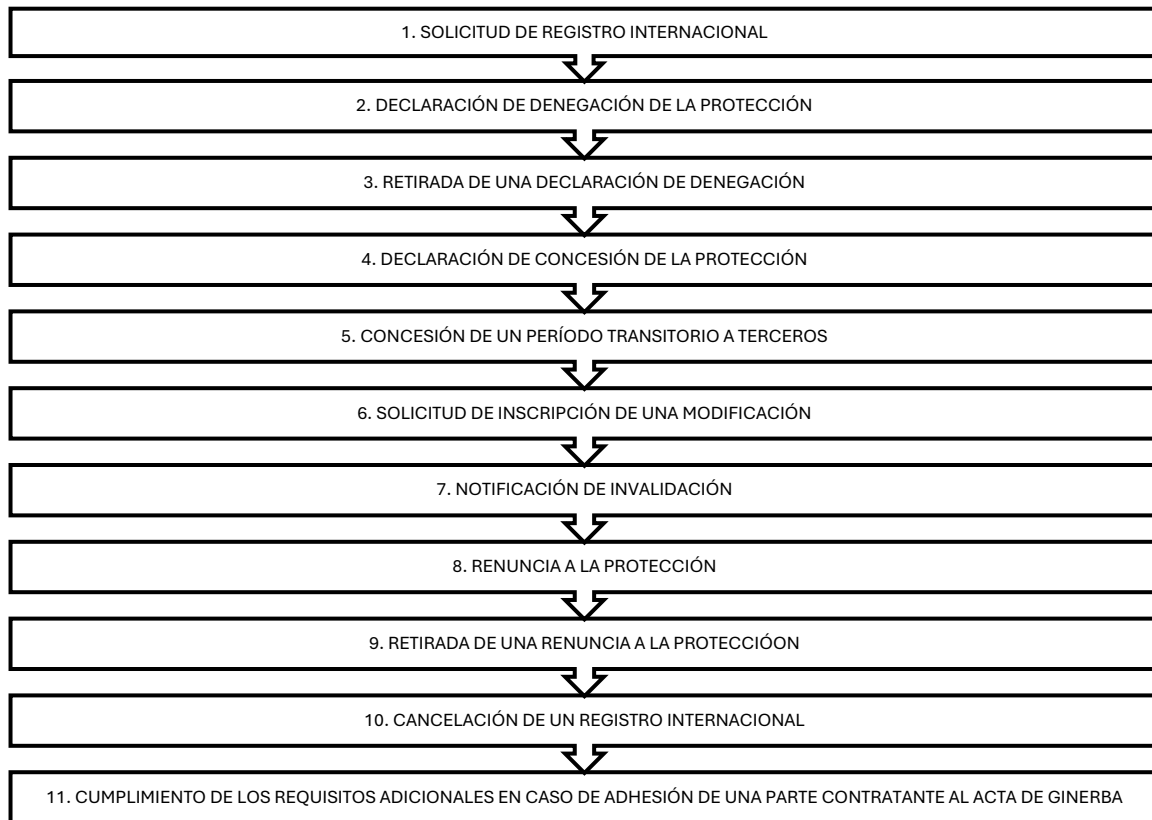 1. SOLICITUD DE REGISTRO INTERNACIONAL
2. DECLARACIÓN DE DENEGACIÓN DE LA PROTECCIÓN
3. RETIRADA DE UNA DECLARACIÓN DE DENEGACIÓN
4. DECLARACIÓN DE CONCESIÓN DE LA PROTECCIÓN
5. CONCESIÓN DE UN PERÍODO TRANSITORIO A TERCEROS
6. SOLICITUD DE INSCRIPCIÓN DE UNA MODIFICACIÓN
7. NOTIFICACIÓN DE INVALIDACIÓN
8. RENUNCIA A LA PROTECCIÓN
9. RETIRADA DE UNA RENUNCIA A LA PROTECCIÓON
10. CANCELACIÓN DE UN REGISTRO INTERNACIONAL
11. CUMPLIMIENTO DE LOS REQUISITOS ADICIONALES EN CASO DE ADHESIÓN DE UNA PARTE CONTRATANTE AL ACTA DE GINERBA